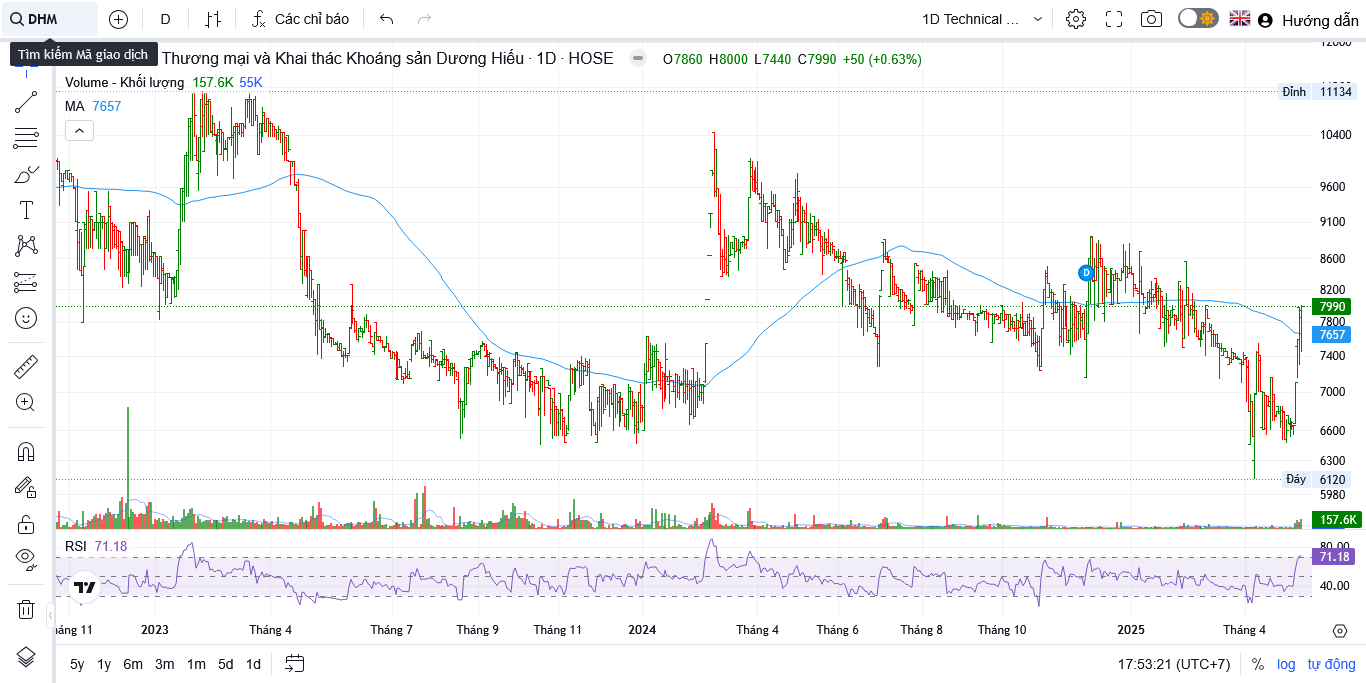 DHM
D
Các chỉ báo
1D Technical ...
Hướng dẫn
Tìm kiếm Mã giao dịch
Thương mại và Khai thác Khoáng sản Dương Hiếu · 1D · HOSE
O7860 H8000 L7440 C7990 +50 (+0.63%)
Volume - Khối lượng 157.6K 55K
MA 7657
12000
Đỉnh 11134
10400
9600
9100
8600
8200
7990
7800
7657
7400
7000
6600
6300
Đáy 6120
5980
157.6K
D
RSI 71.18
80.00
71.18
40.00
háng 11 2023 Tháng 4 Tháng 7 Tháng 9 Tháng 11 2024 Tháng 4 Tháng 6 Tháng 8 Tháng 10 2025 Tháng 4
5y 1y 6m 3m 1m 5d 1d
17:53:21 (UTC+7) % log tự động